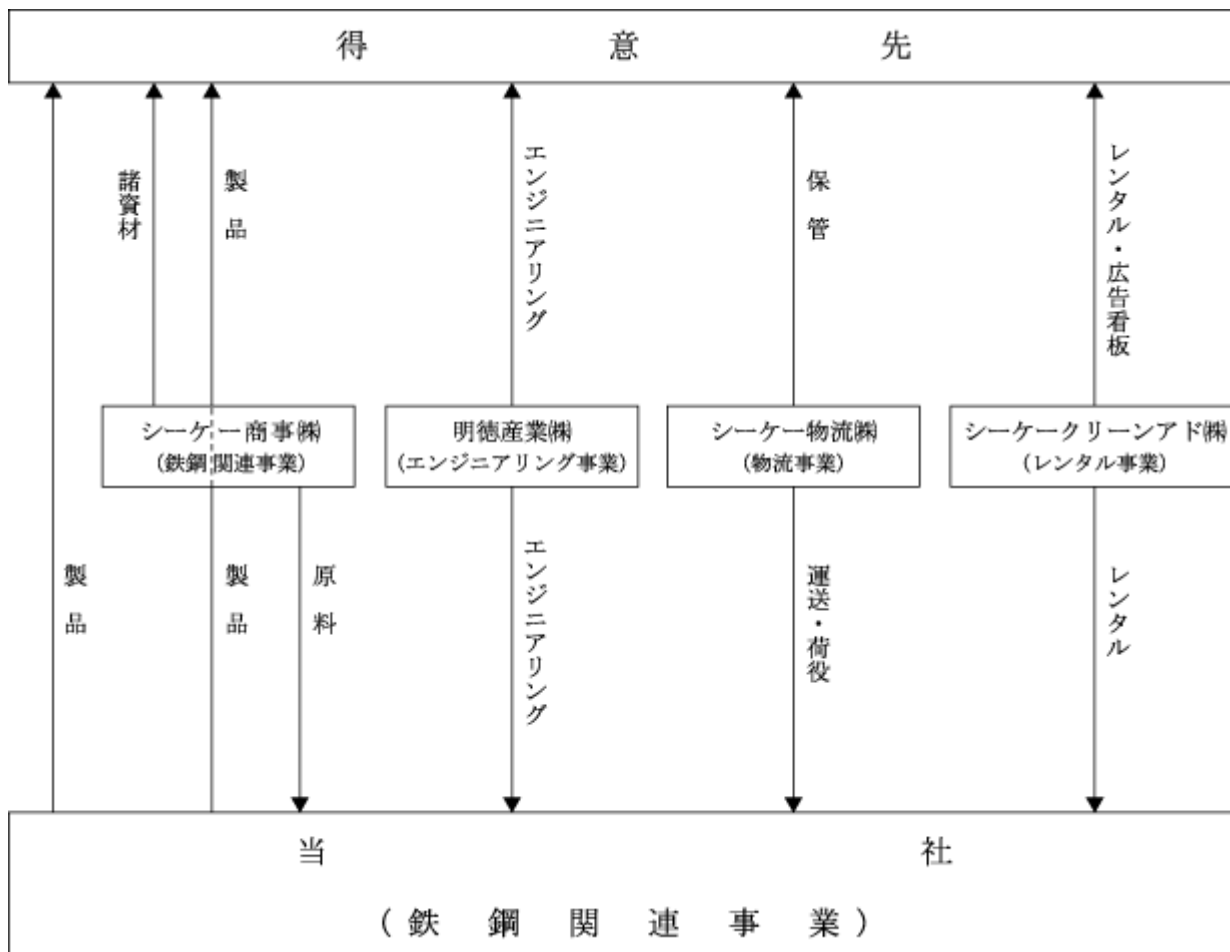 得意先
諸資材
製品
エンジニアリング
保管
レンタル・広告看板
シーケー商事㈱
(鉄鋼関連事業)
明徳産業㈱
(エンジニアリング事業)
シーケー物流㈱
(物流事業)
シーケークリーンアド㈱
(レンタル事業)
製品
製品
原料
エンジニアリング
運送・荷役
レンタル
当社
(鉄鋼関連事業)